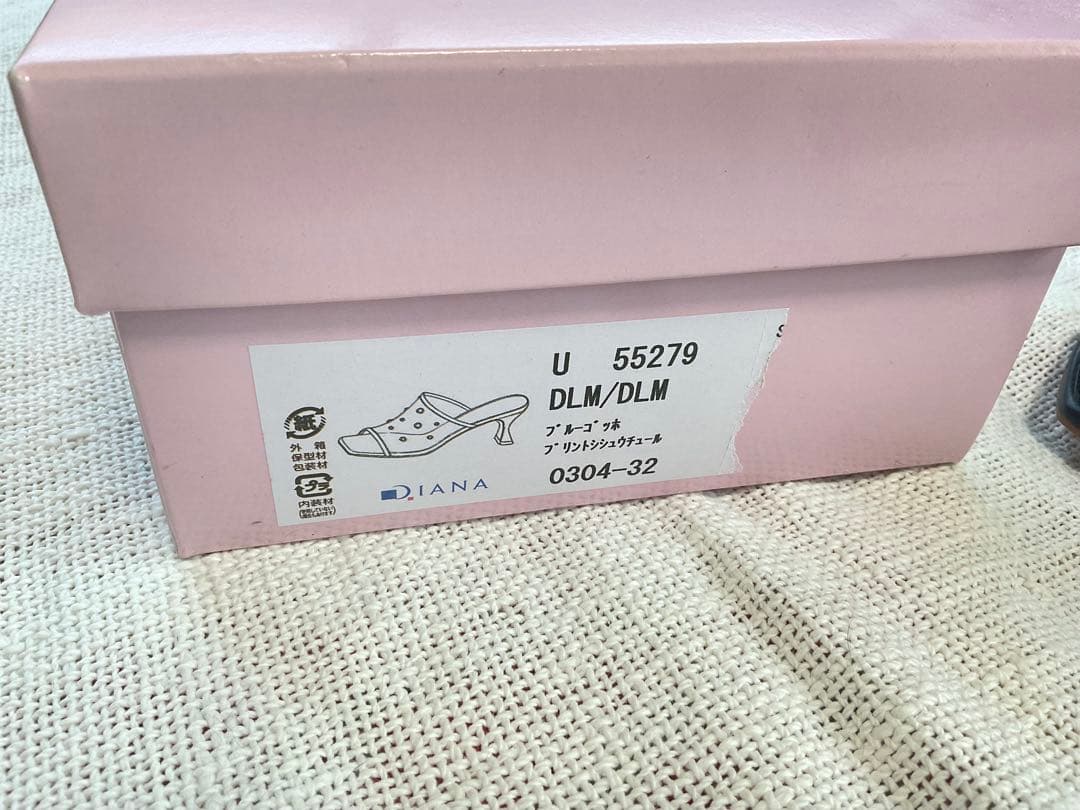 U 55279
DLM/DLM
ﾌﾞﾙｰｺﾞｯﾎ
ﾌﾟﾘﾝﾄｼｼｭｳﾁｭｰﾙ
0304-32
DIANA
紙
外箱
保型材
包装材
プラ
内装材
S